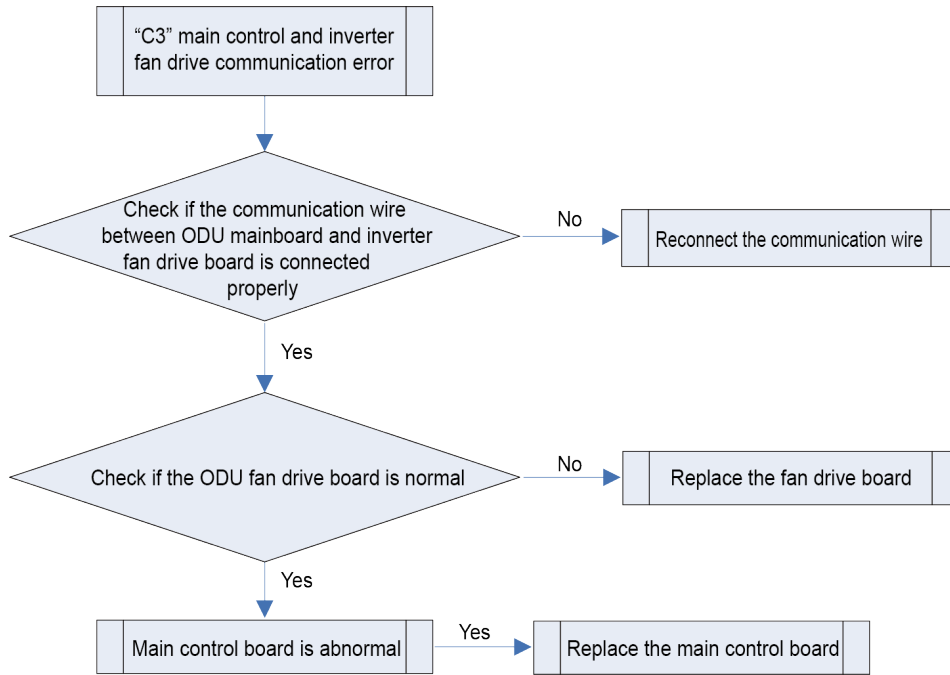 “C3” main control and inverter
fan drive communication error
Check if the communication wire
between ODU mainboard and inverter
fan drive board is connected
properly
No
Reconnect the communication wire
Yes
Check if the ODU fan drive board is normal
No
Replace the fan drive board
Yes
Main control board is abnormal
Yes
Replace the main control board